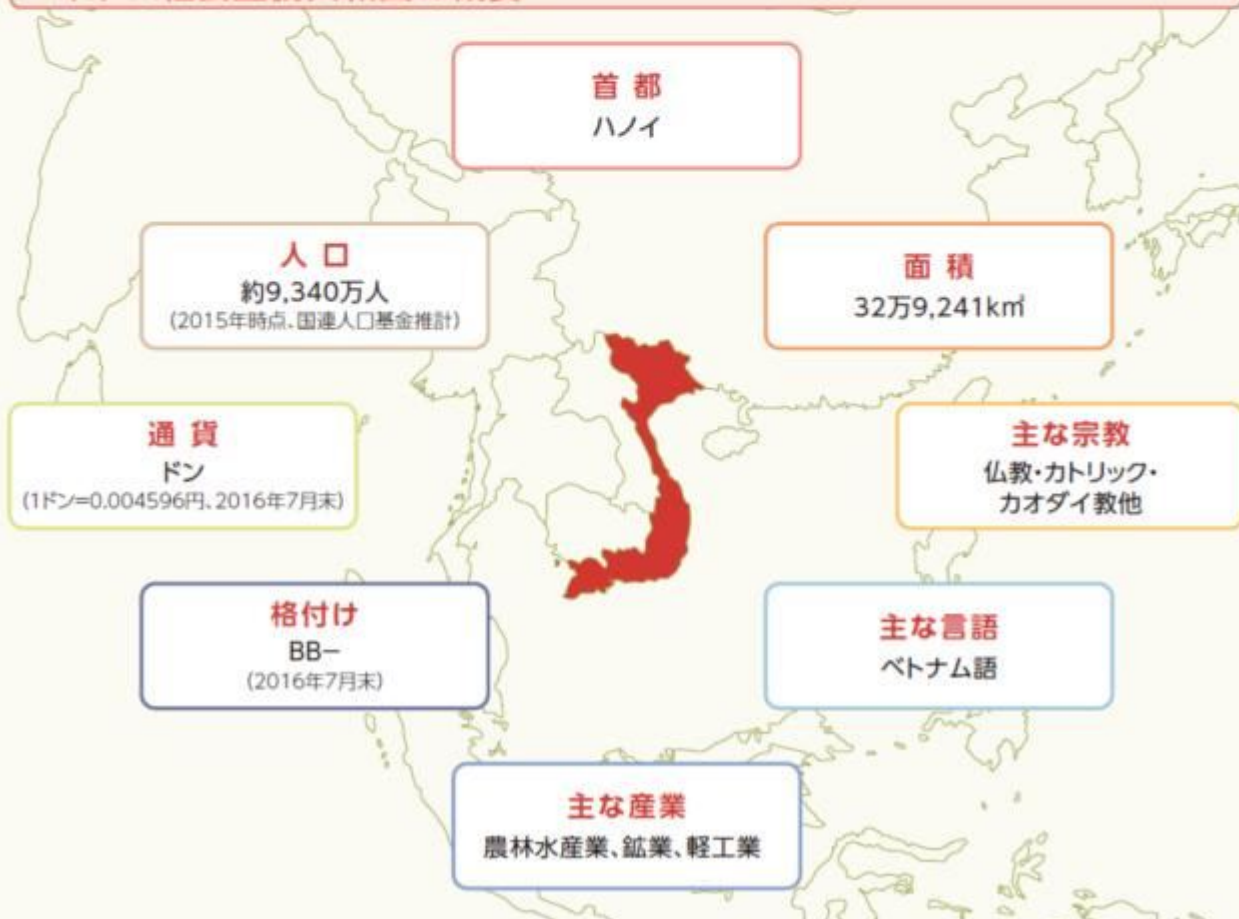 首 都
ハノイ
人 口
約9,340万人
(2015年時点、国連人口基金推計)
面 積
32万9,241k㎡
通 貨
ドン
(1ドン=0.004596円、2016年7月末)
主な宗教
仏教・カトリック・
カオダイ教他
格付け
BB−
(2016年7月末)
主な言語
ベトナム語
主な産業
農林水産業、鉱業、軽工業